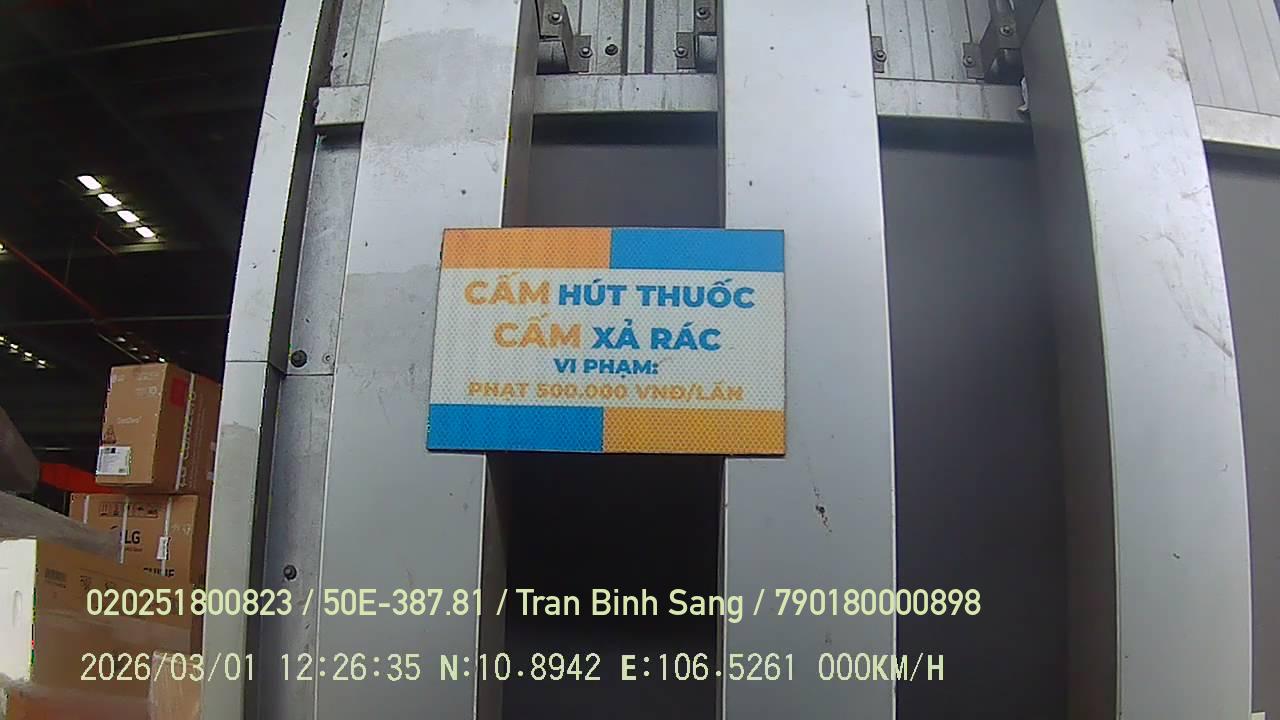 CẤM HÚT THUỐC
CẤM XẢ RÁC
VI PHẠM:
PHẠT 500.000 VNĐ/LẦN
LG
020251800823 / 50E-387.81 / Tran Binh Sang / 790180000898
2026/03/01 12:26:35 N:10.8942 E:106.5261 000KM/H